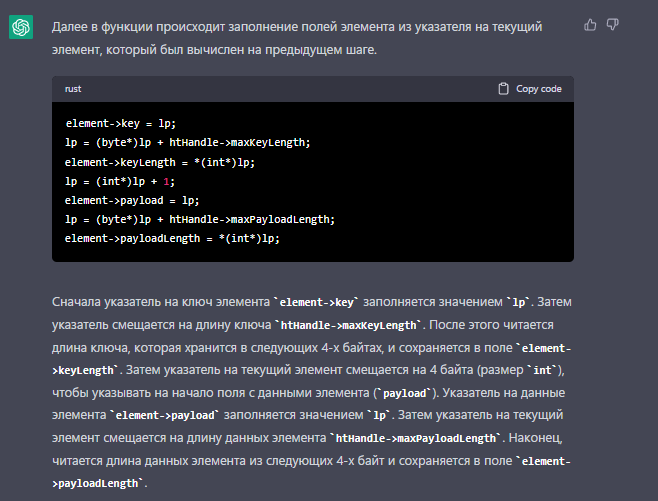 Далее в функции происходит заполнение полей элемента из указателя на текущий
элемент, который был вычислен на предыдущем шаге.
rust
Copy code
element->key = lp;
lp = (byte*)lp + htHandle->maxKeyLength;
element->keyLength = *(int*)lp;
lp = (int*)lp + 1;
element->payload = lp;
lp = (byte*)lp + htHandle->maxPayloadLength;
element->payloadLength = *(int*)lp;
Сначала указатель на ключ элемента `element->key` заполняется значением `lp`. Затем
указатель смещается на длину ключа `htHandle->maxKeyLength`. После этого читается
длина ключа, которая хранится в следующих 4-х байтах, и сохраняется в поле `element-
>keyLength`. Затем указатель на текущий элемент смещается на 4 байта (размер `int`),
чтобы указывать на начало поля с данными элемента (`payload`). Указатель на данные
элемента `element->payload` заполняется значением `lp`. Затем указатель на текущий
элемент смещается на длину данных элемента `htHandle->maxPayloadLength`. Наконец,
читается длина данных элемента из следующих 4-х байт и сохраняется в поле `element-
>payloadLength`.